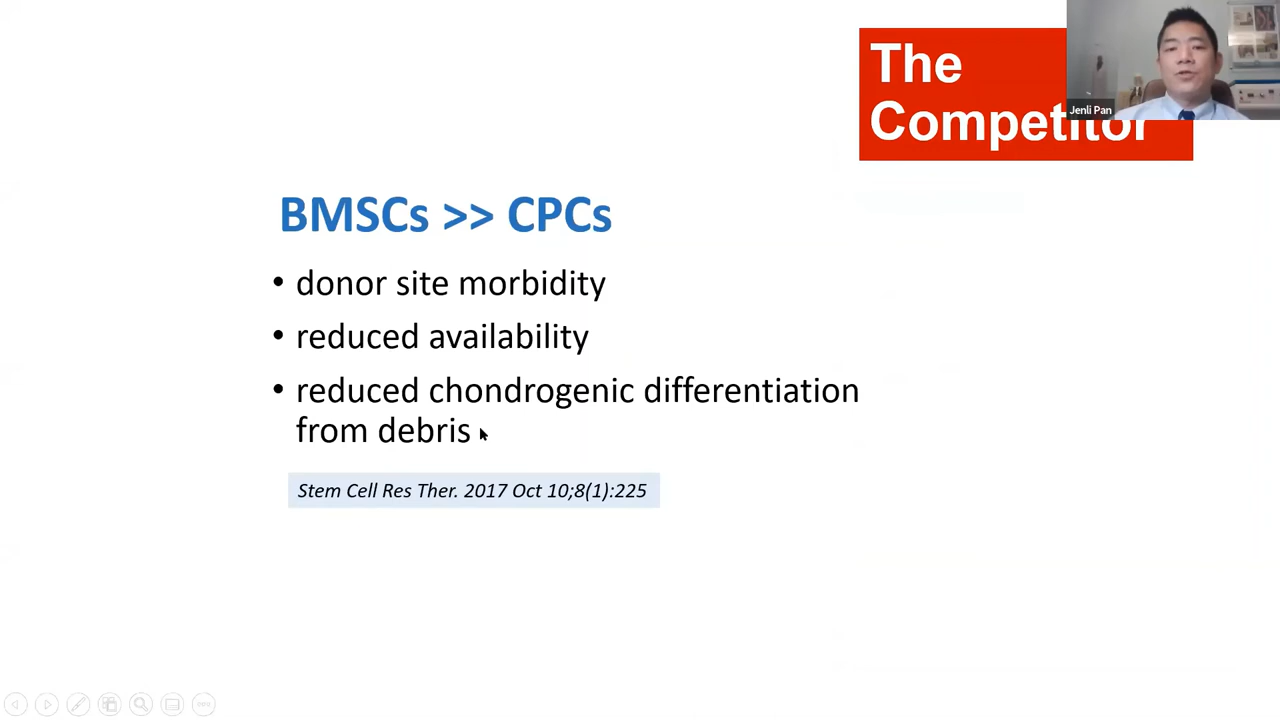 The
Competitor
Jenli Pan
BMSCs >> CPCs
• donor site morbidity
• reduced availability
• reduced chondrogenic differentiation
from debris
Stem Cell Res Ther. 2017 Oct 10;8(1):225